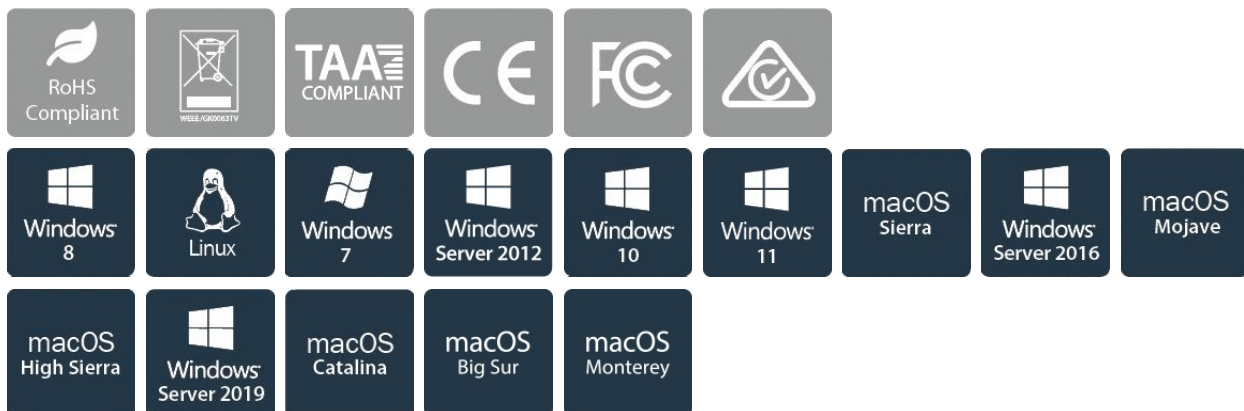 RoHS
Compliant
WEEE/GK0083TV
TAA
COMPLIANT
CE
FC
Windows
8
Linux
Windows
7
Windows
Server 2012
Windows
10
Windows
11
macOS
Sierra
Windows
Server 2016
macOS
Mojave
macOS
High Sierra
Windows
Server 2019
macOS
Catalina
macOS
Big Sur
macOS
Monterey